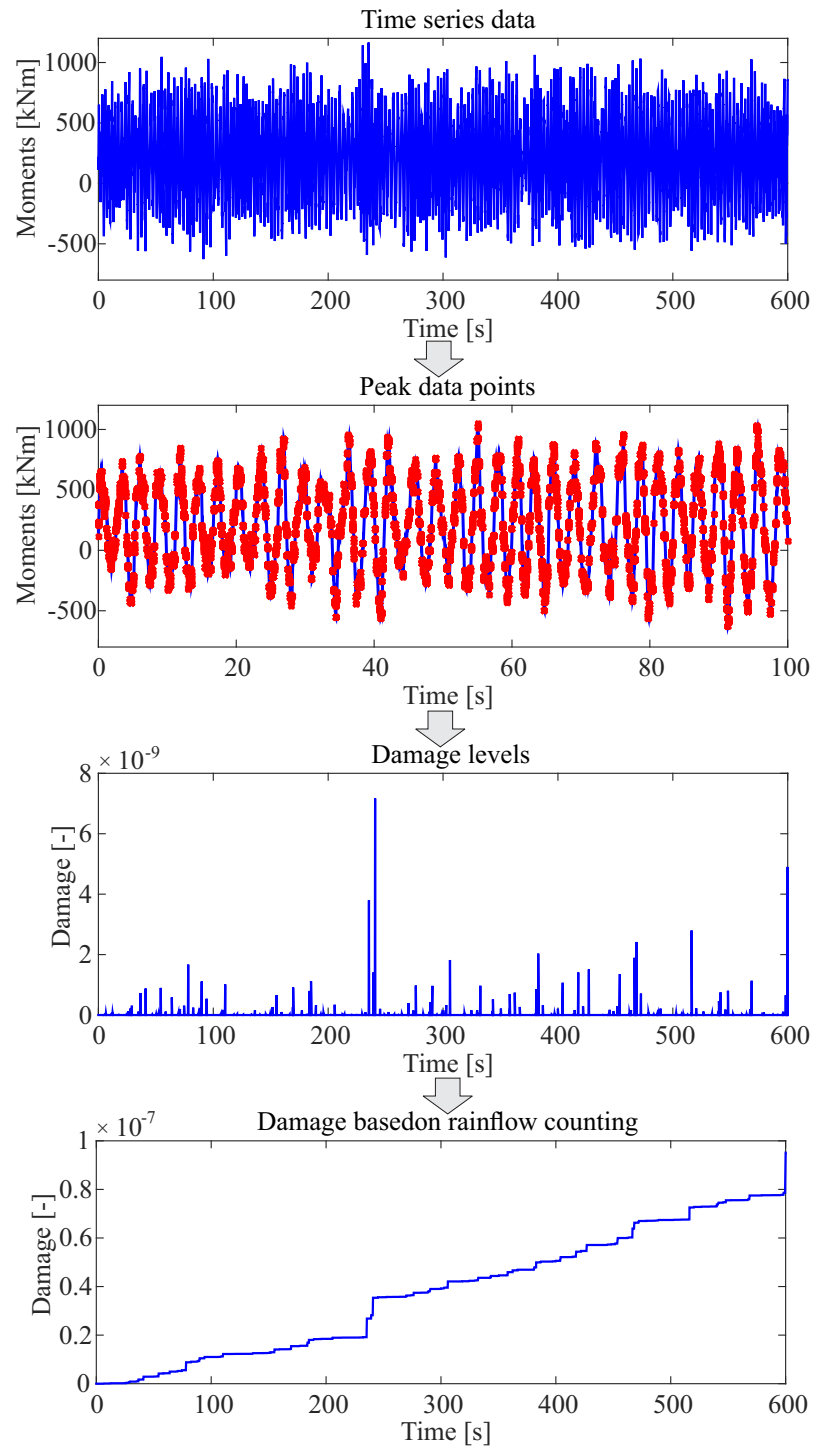 Time series data
Moments [kNm]
1000
500
0
-500
0 100 200 300 400 500 600
Time [s]
Peak data points
Moments [kNm]
1000
500
0
-500
0 20 40 60 80 100
Time [s]
Damage levels
× 10-9
Damage [-]
8
6
4
2
0
0 100 200 300 400 500 600
Time [s]
Damage basedon rainflow counting
× 10-7
Damage [-]
1
0.8
0.6
0.4
0.2
0
0 100 200 300 400 500 600
Time [s]